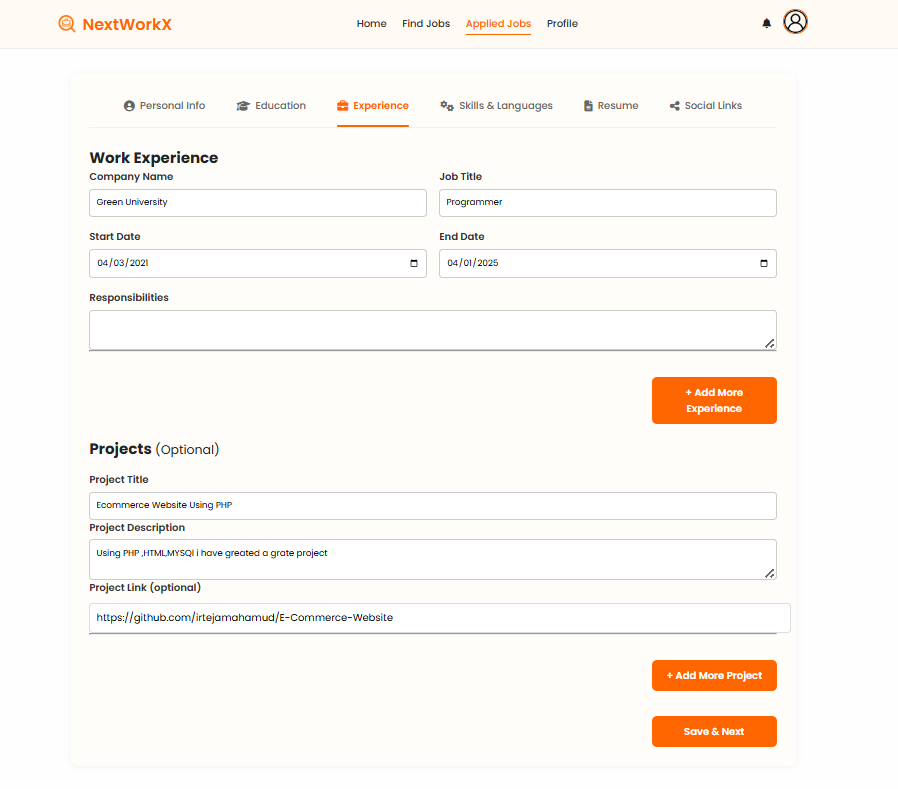 NextWorkX
Home Find Jobs Applied Jobs Profile
Personal Info Education Experience Skills & Languages Resume Social Links
Work Experience
Company Name Job Title
Green University Programmer
Start Date End Date
04/03/2021 04/01/2025
Responsibilities
+ Add More
Experience
Projects (Optional)
Project Title
Ecommerce Website Using PHP
Project Description
Using PHP ,HTML,MYSQl i have greated a grate project
Project Link (optional)
https://github.com/irtejamahamud/E-Commerce-Website
+ Add More Project
Save & Next